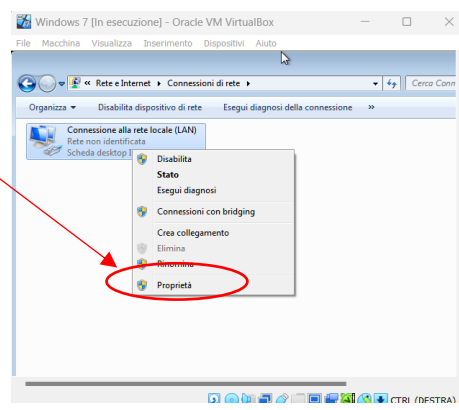 Windows 7 [In esecuzione] - Oracle VM VirtualBox
File Macchina Visualizza Inserimento Dispositivi Aiuto
« Rete e Internet ▸ Connessioni di rete ▸ Cerca Conn
Organizza Disabilita dispositivo di rete Esegui diagnosi della connessione »
Connessione alla rete locale (LAN)
Rete non identificata
Scheda desktop
Disabilita
Stato
Esegui diagnosi
Connessioni con bridging
Crea collegamento
Elimina
Rinomina
Proprietà
CTRL (DESTRA)